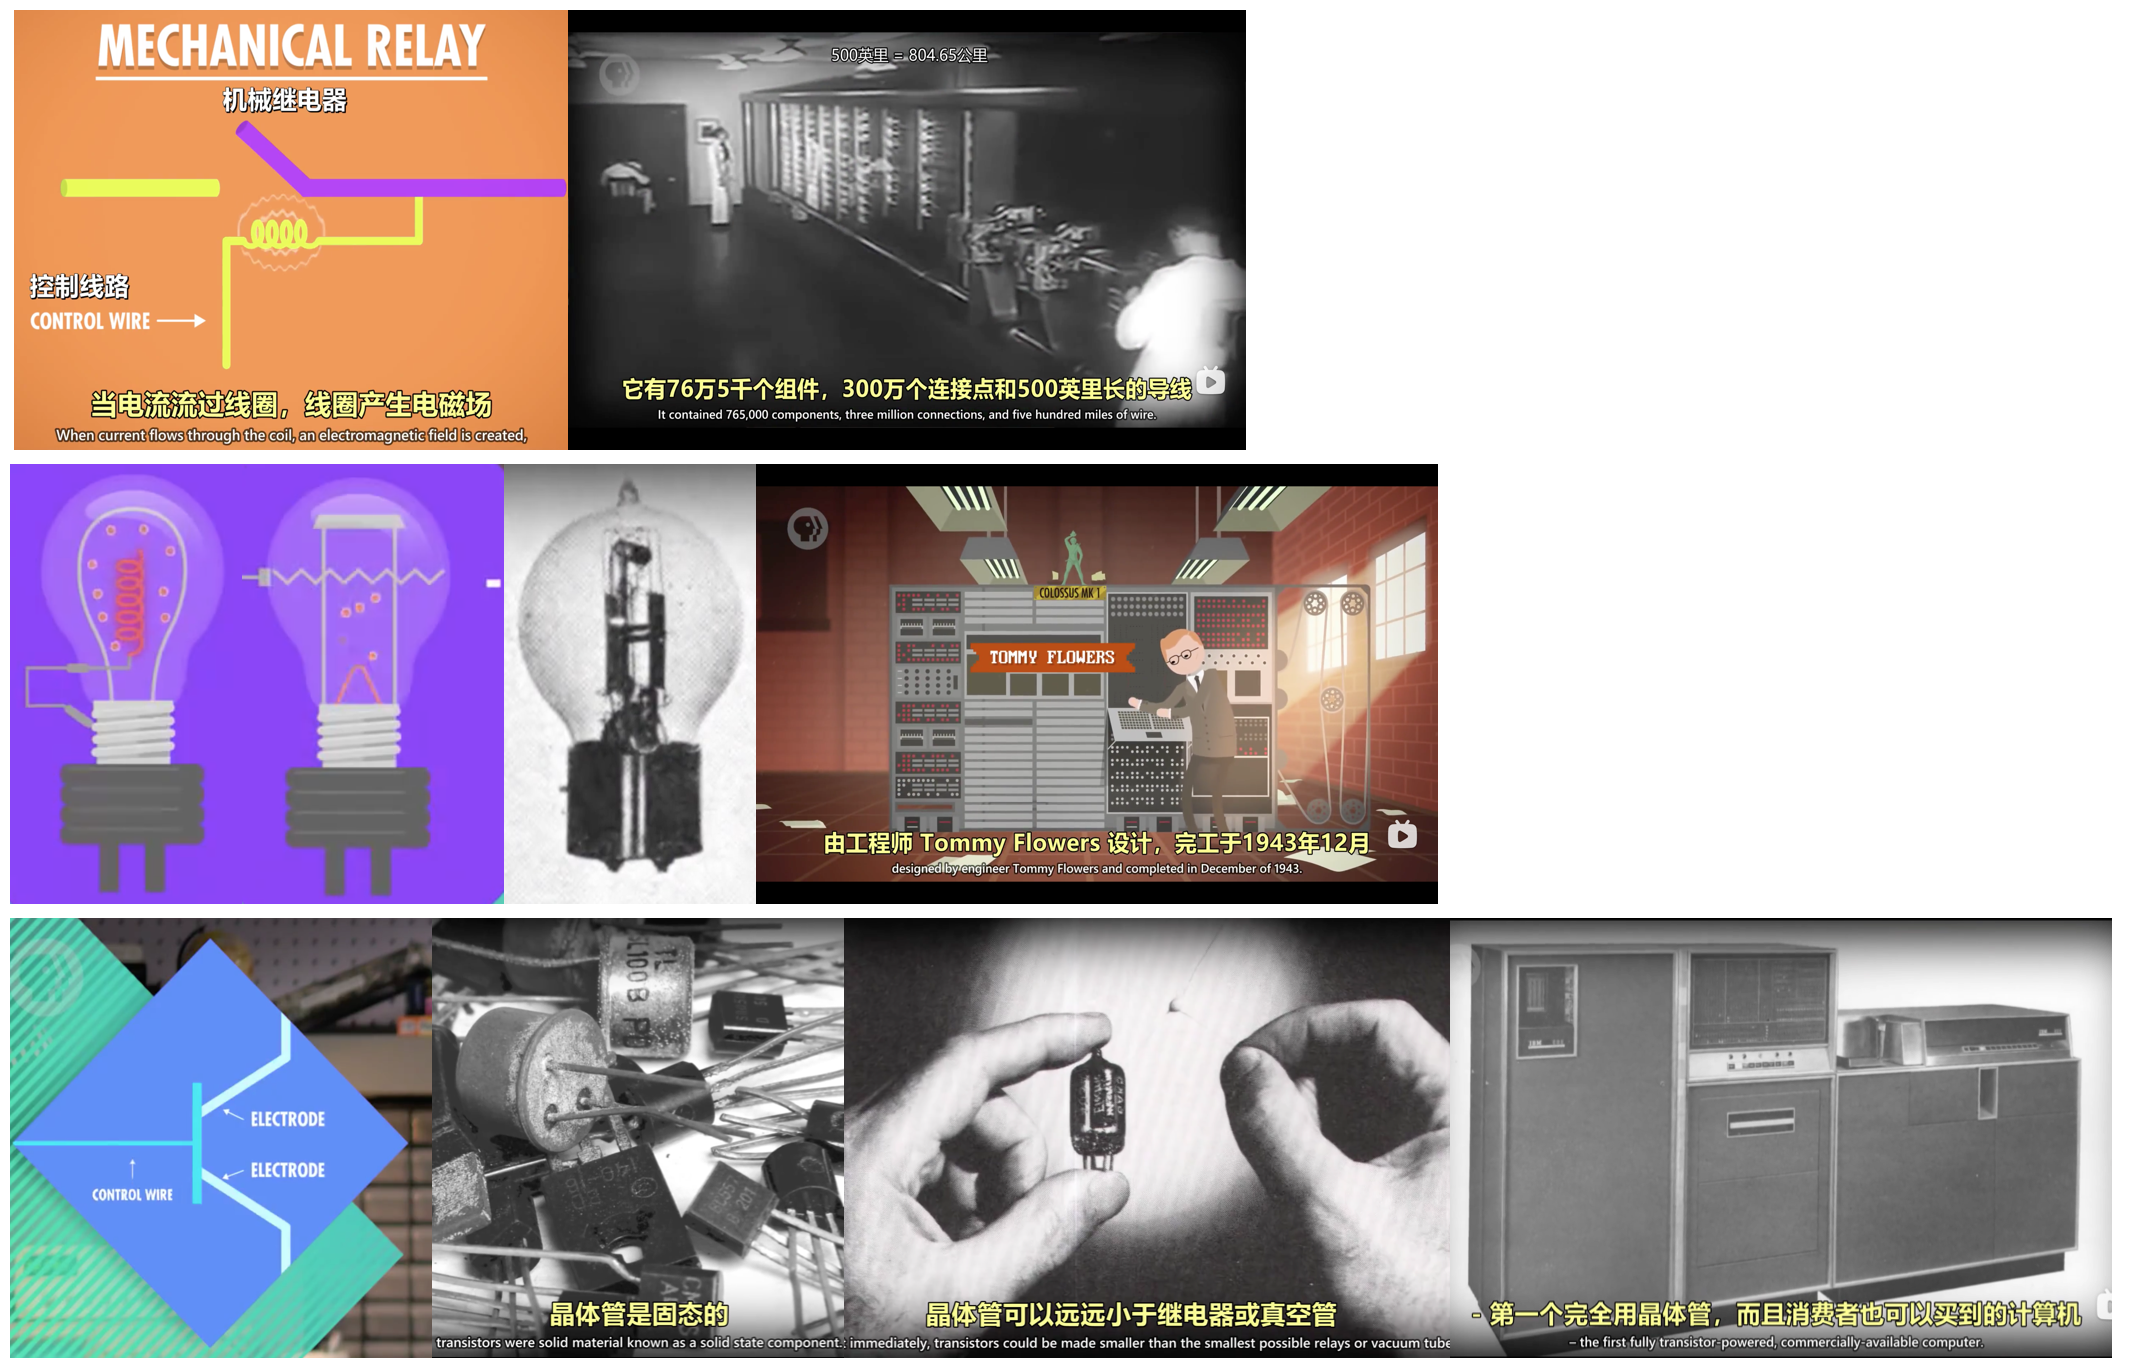 MECHANICAL RELAY
机械继电器
控制线路
CONTROL WIRE
当电流流过线圈，线圈产生电磁场
When current flows through the coil, an electromagnetic field is created,
500英里 = 804.65公里
它有76万5千个组件，300万个连接点和500英里长的导线
It contained 765,000 components, three million connections, and five hundred miles of wire.
COLOSSUS MK 1
TOMMY FLOWERS
由工程师 Tommy Flowers 设计，完工于1943年12月
designed by engineer Tommy Flowers and completed in December of 1943.
ELECTRODE
ELECTRODE
CONTROL WIRE
晶体管是固态的
transistors were solid material known as a solid state component.
晶体管可以远远小于继电器或真空管
immediately, transistors could be made smaller than the smallest possible relays or vacuum tube
- 第一个完全用晶体管，而且消费者也可以买到的计算机
– the first fully transistor-powered, commercially-available computer.